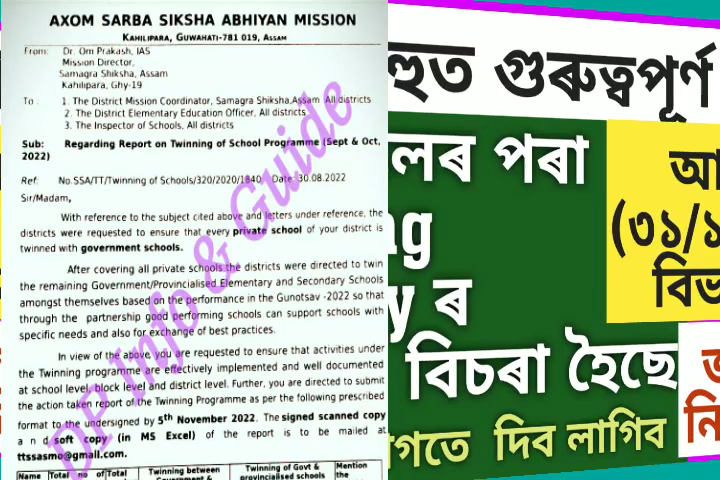 AXOM SARBA SIKSHA ABHIYAN MISSION
KAHILIPARA, GUWAHATI-781 019, ASSAM
From: Dr. Om Prakash, IAS
Mission Director,
Samagra Shiksha, Assam
Kahilipara, Ghy-19
To : 1. The District Mission Coordinator, Samagra Shiksha,Assam All districts
2. The District Elementary Education Officer, All districts
3. The Inspector of Schools, All districts
Sub: Regarding Report on Twinning of School Programme (Sept & Oct, 2022)
Ref: No.SSA/TT/Twinning of Schools/320/2020/1840, Date: 30.08.2022
Sir/Madam,
With reference to the subject cited above and letters under reference, the
districts were requested to ensure that every private school of your district is
twinned with government schools.
After covering all private schools the districts were directed to twin
the remaining Government/Provincialised Elementary and Secondary Schools
amongst themselves based on the performance in the Gunotsav -2022 so that
through the partnership good performing schools can support schools with
specific needs and also for exchange of best practices.
In view of the above, you are requested to ensure that activities under
the Twinning programme are effectively implemented and well documented
at school level, block level and district level. Further, you are directed to submit
the action taken report of the Twinning Programme as per the following prescribed
format to the undersigned by 5th November 2022. The signed scanned copy
a n d soft copy (in MS Excel) of the report is to be mailed at
ttssasmo@gmail.com.
Name Total no of Total Twinning between Twinning of Govt & Mention
provincialised schools the
DP Info & Guide
হুত গুৰুত্বপূৰ্ণ
লৰ পৰা
ng
y ৰ
বিচৰা হৈছে
গতে দিব লাগিব
আ
(৩১/১
বিভ
নি